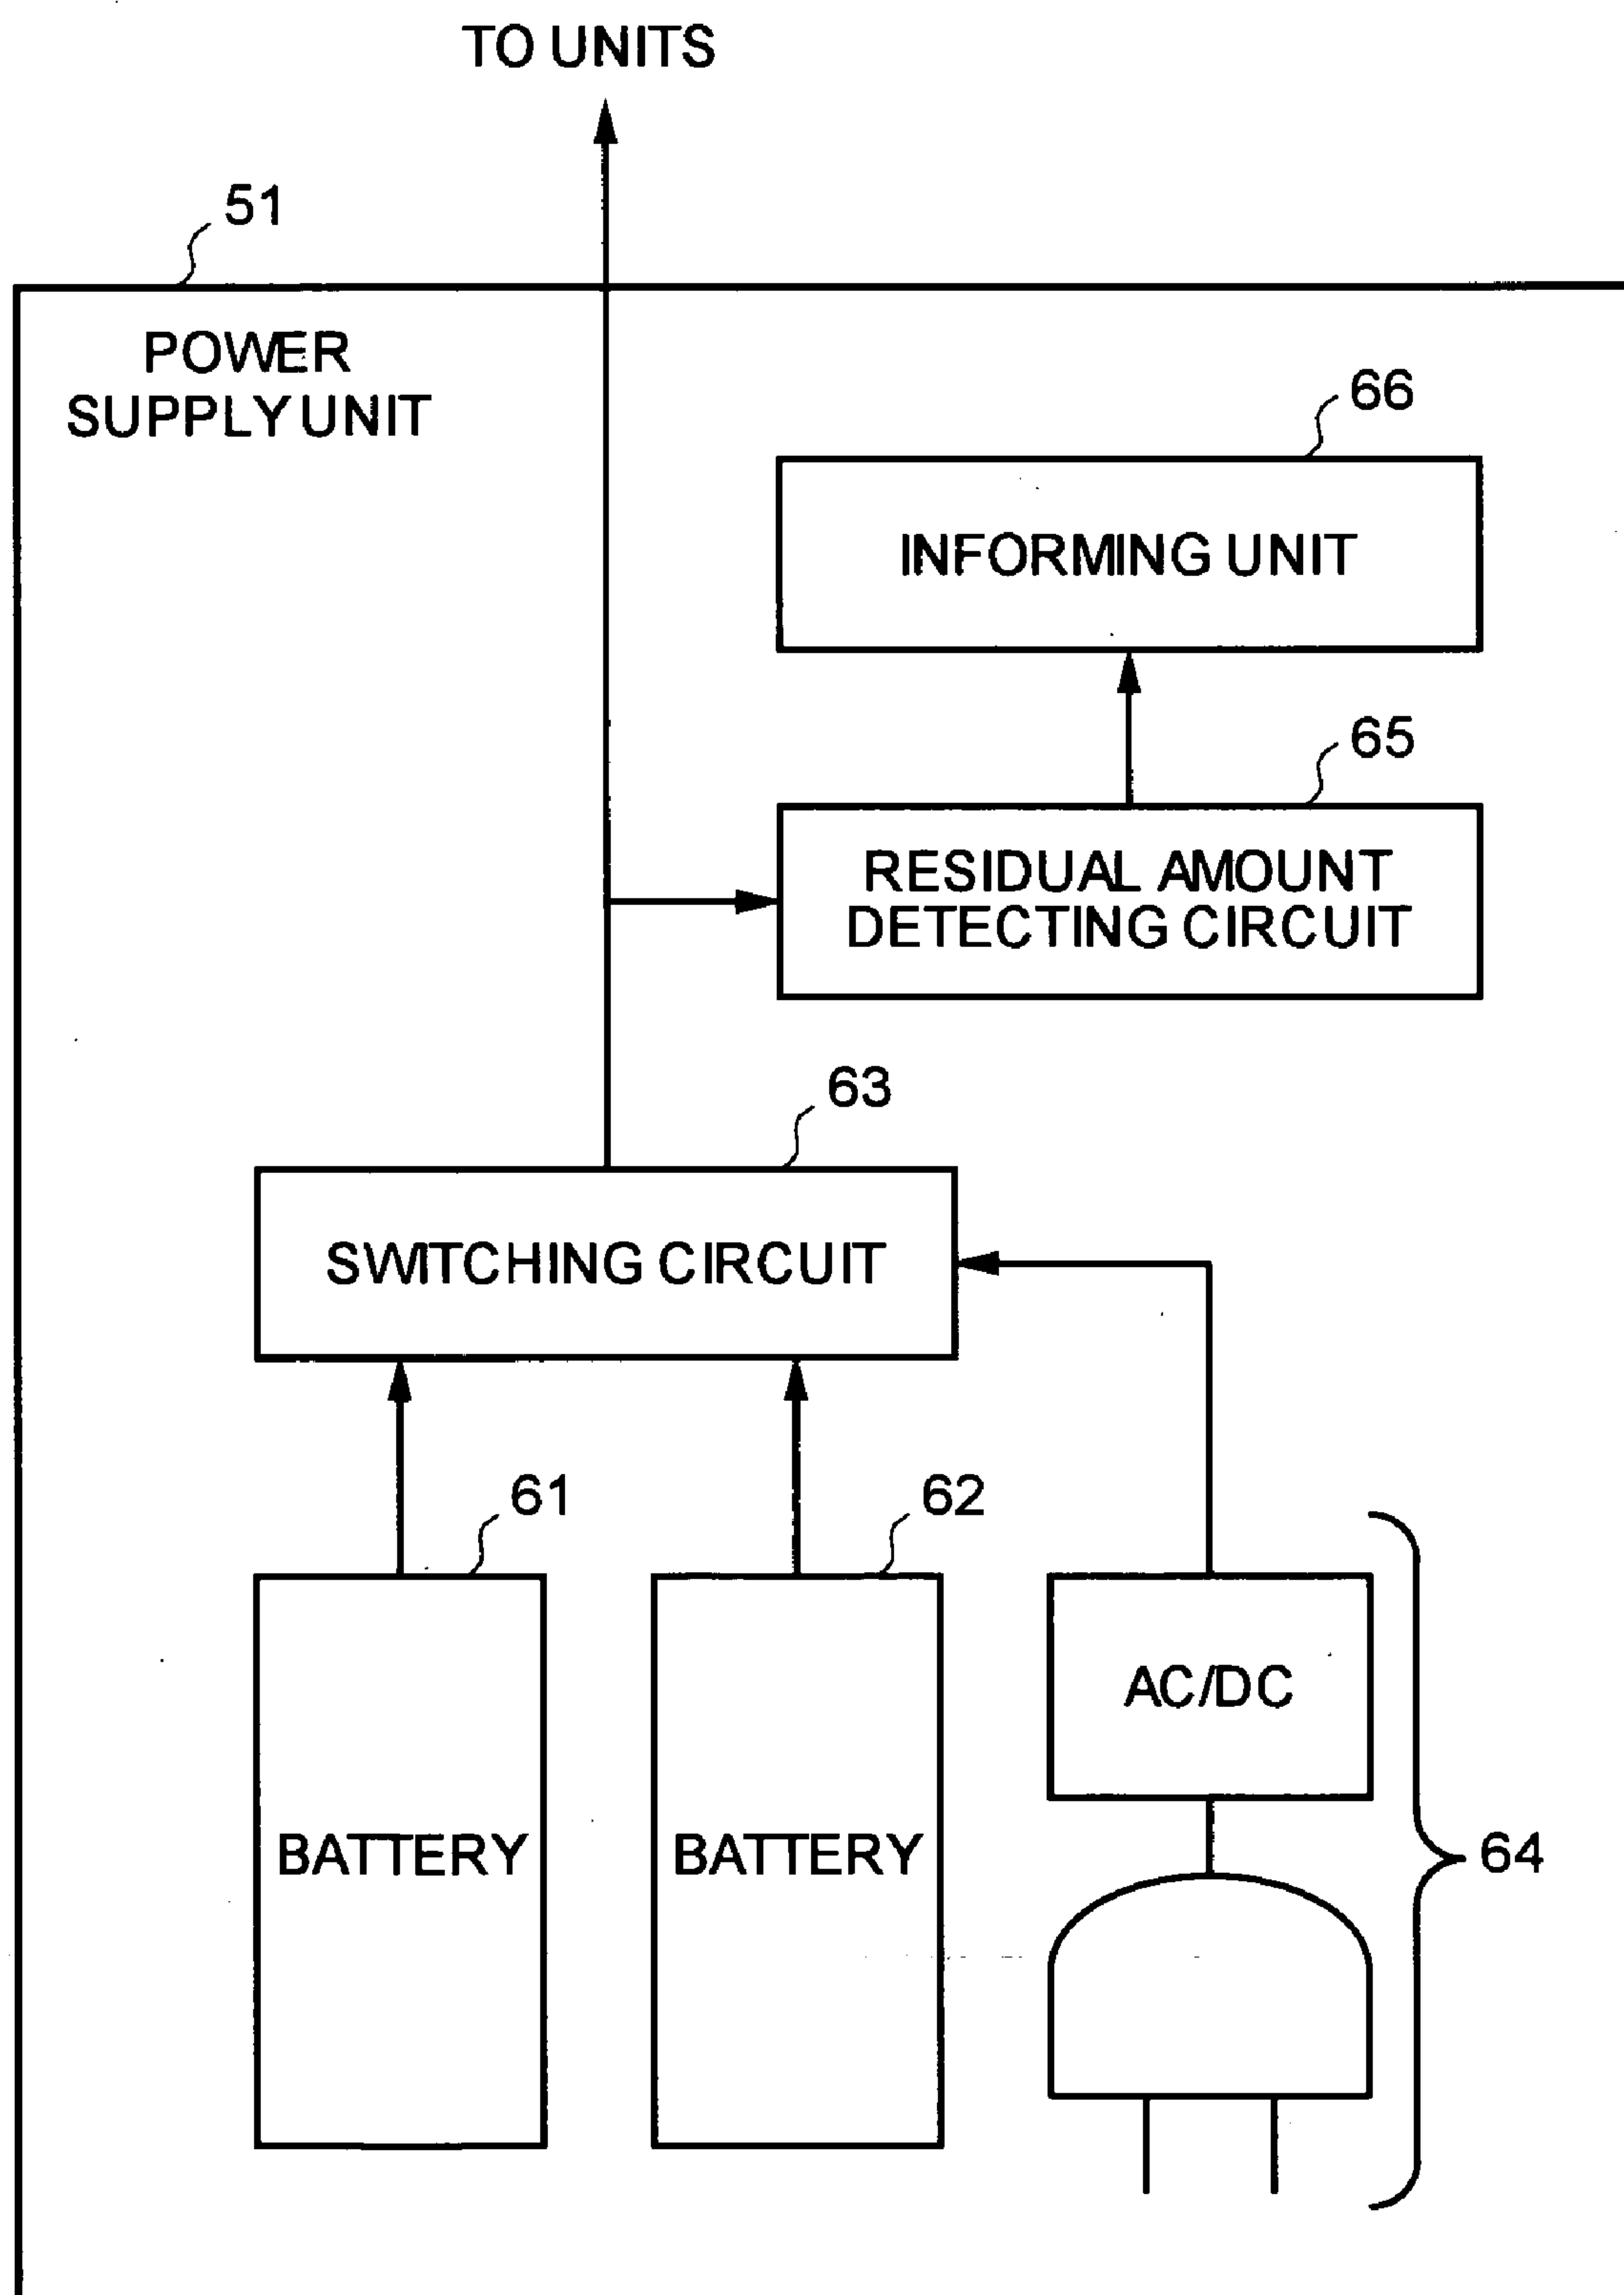 TO UNITS
51
POWER
SUPPLY UNIT
66
INFORMING UNIT
65
RESIDUAL AMOUNT
DETECTING CIRCUIT
63
SWITCHING CIRCUIT
61
62
AC/DC
BATTERY
BATTERY
64